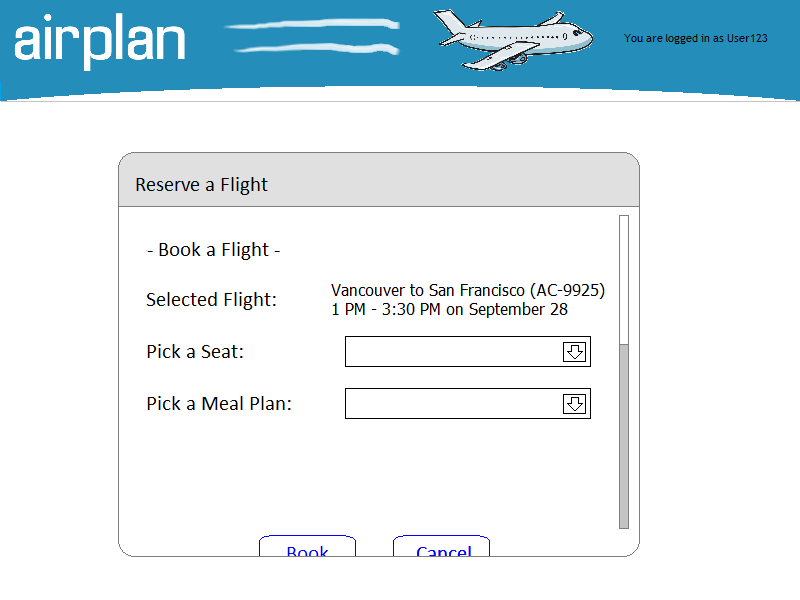 airplan
You are logged in as User123
Reserve a Flight
- Book a Flight -
Selected Flight:
Vancouver to San Francisco (AC-9925)
1 PM - 3:30 PM on September 28
Pick a Seat:
Pick a Meal Plan:
Book
Cancel